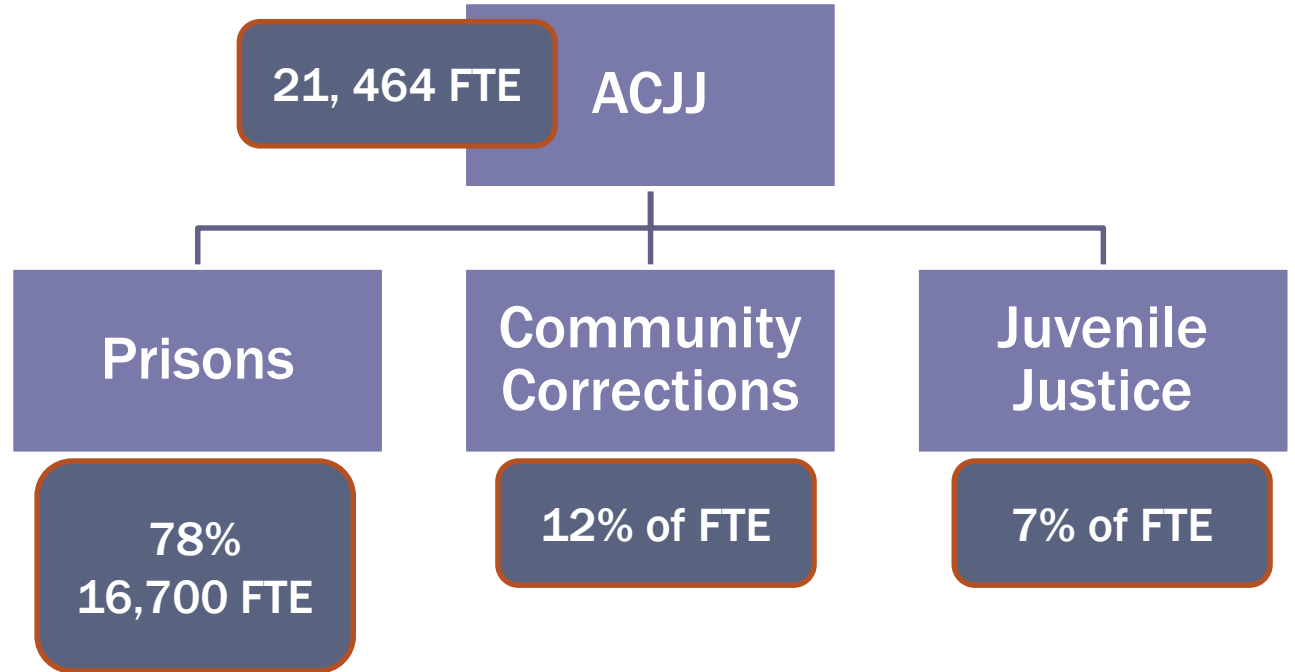 21, 464 FTE
ACJJ
Prisons
Community
Corrections
Juvenile
Justice
78%
16,700 FTE
12% of FTE
7% of FTE